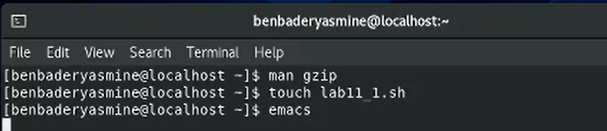 benbaderyasmine@localhost:~
File Edit View Search Terminal Help
[benbaderyasmine@localhost ~]$ man gzip
[benbaderyasmine@localhost ~]$ touch lab11_1.sh
[benbaderyasmine@localhost ~]$ emacs